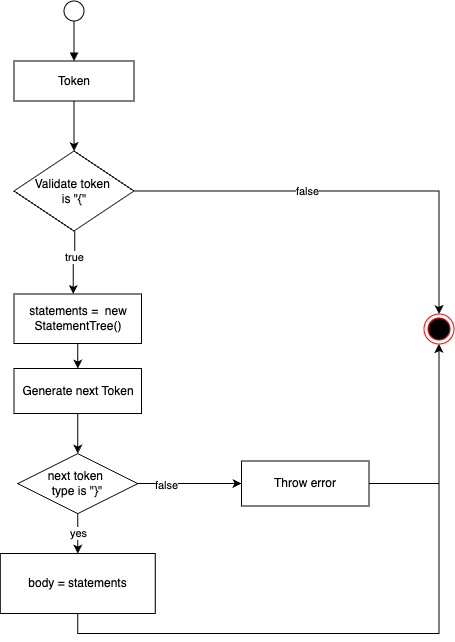 Token
Validate token
is "{"
false
true
statements =  new
StatementTree()
Generate next Token
next token
type is "}"
false
Throw error
yes
body = statements